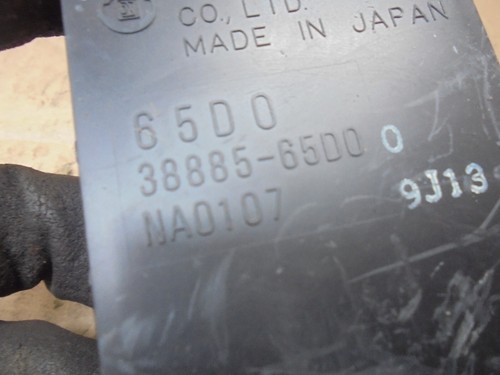 CO., LTD.
MADE IN JAPAN
65D0
38885-65D0 0
NA0107
9J13